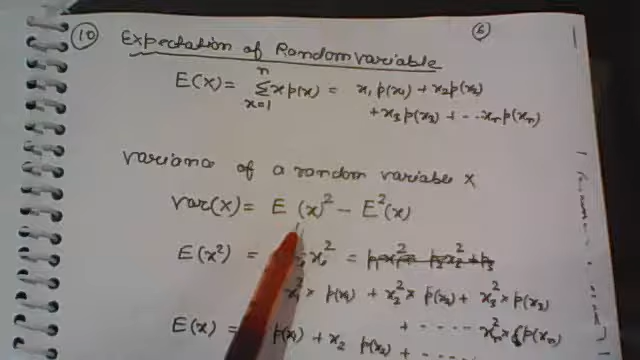 10 Expectation of Random variable 6
E(X) = n Σ x=1 x p(x) = x₁ p(x₁) + x₂ p(x₂)
+ x₃ p(x₃) + - .. xₙ p(xₙ)
Variance of a random variable X
var(X) = E (x)² − E²(x)
E(x²) = x² =
x₁² × p(x₁) + x₂² × p(x₂) + x₃² × p(x₃)
+ - - - - xₙ² × p(xₙ)
E(x) = p(x₁) + x₂ p(x₂)
+ - - - -